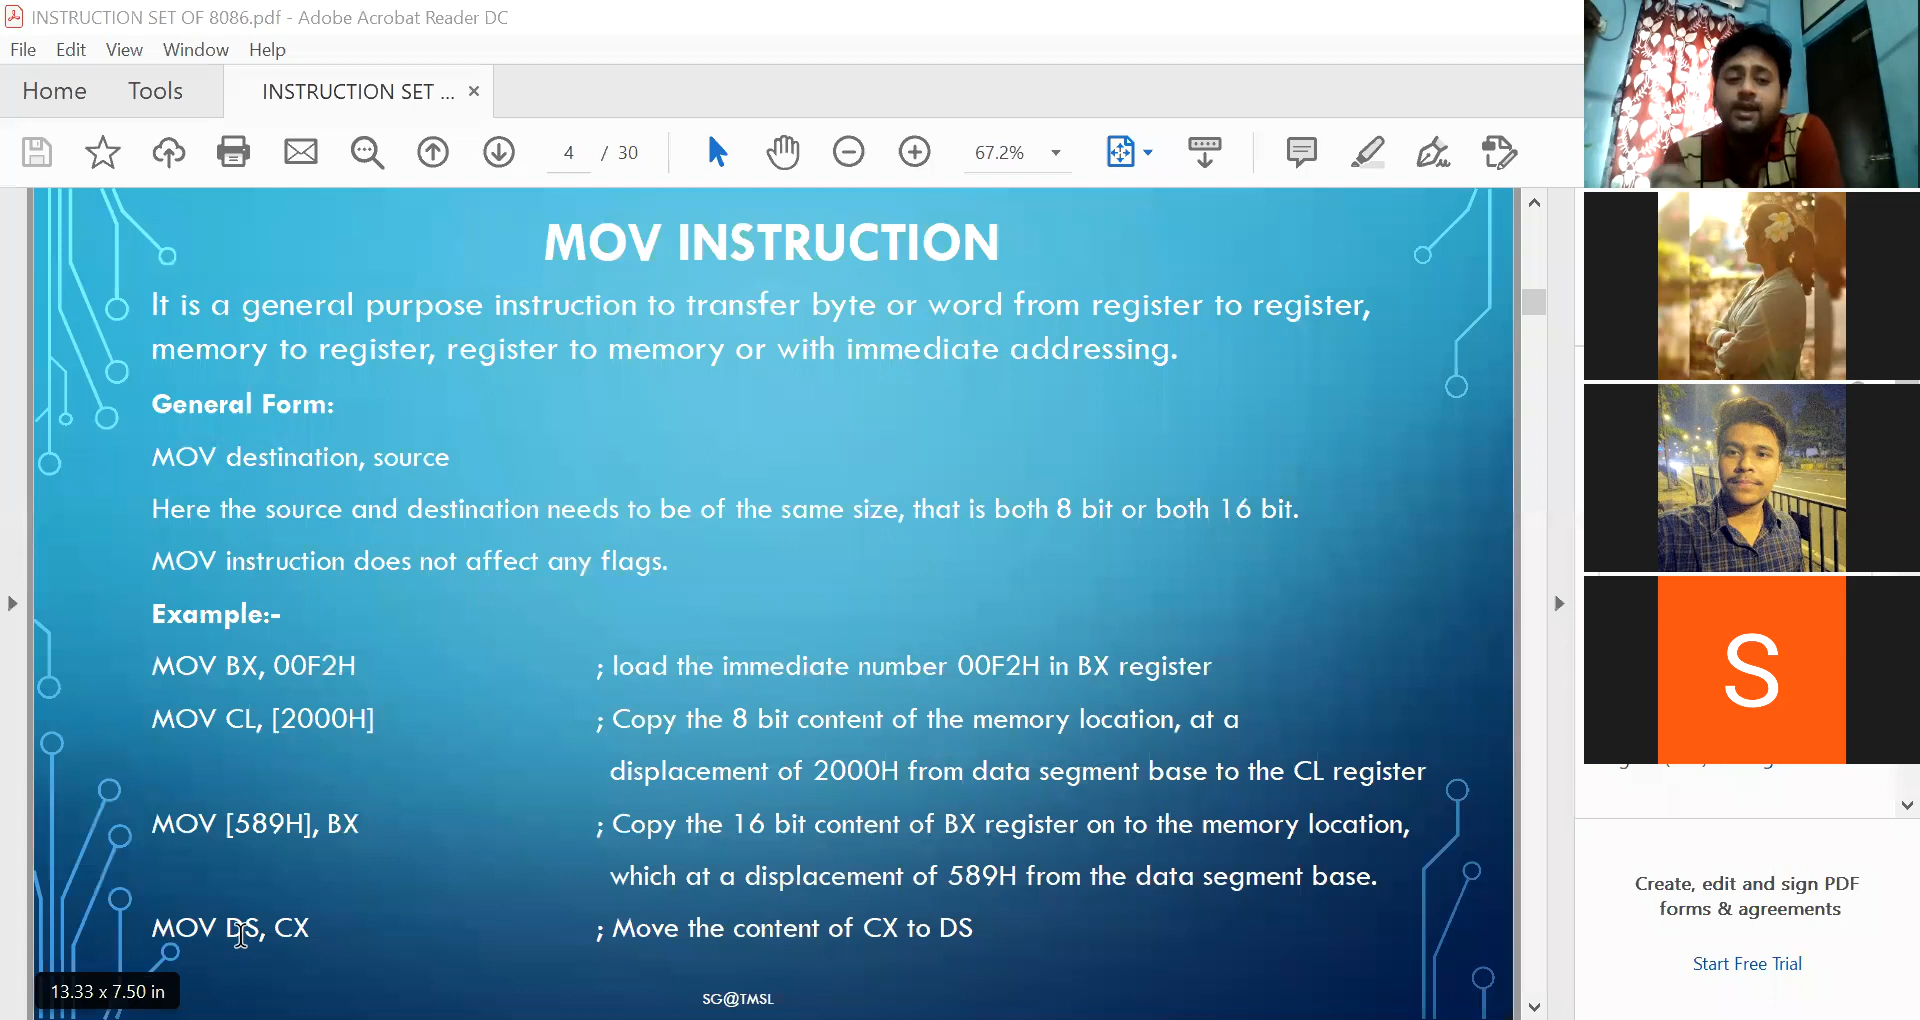 INSTRUCTION SET OF 8086.pdf - Adobe Acrobat Reader DC
File Edit View Window Help
Home Tools INSTRUCTION SET ... ×
4 / 30 67.2%
MOV INSTRUCTION
It is a general purpose instruction to transfer byte or word from register to register,
memory to register, register to memory or with immediate addressing.
General Form:
MOV destination, source
Here the source and destination needs to be of the same size, that is both 8 bit or both 16 bit.
MOV instruction does not affect any flags.
Example:-
MOV BX, 00F2H ; load the immediate number 00F2H in BX register
MOV CL, [2000H] ; Copy the 8 bit content of the memory location, at a
displacement of 2000H from data segment base to the CL register
MOV [589H], BX ; Copy the 16 bit content of BX register on to the memory location,
which at a displacement of 589H from the data segment base.
MOV DS, CX ; Move the content of CX to DS
13.33 x 7.50 in
SG@TMSL
S
Create, edit and sign PDF
forms & agreements
Start Free Trial